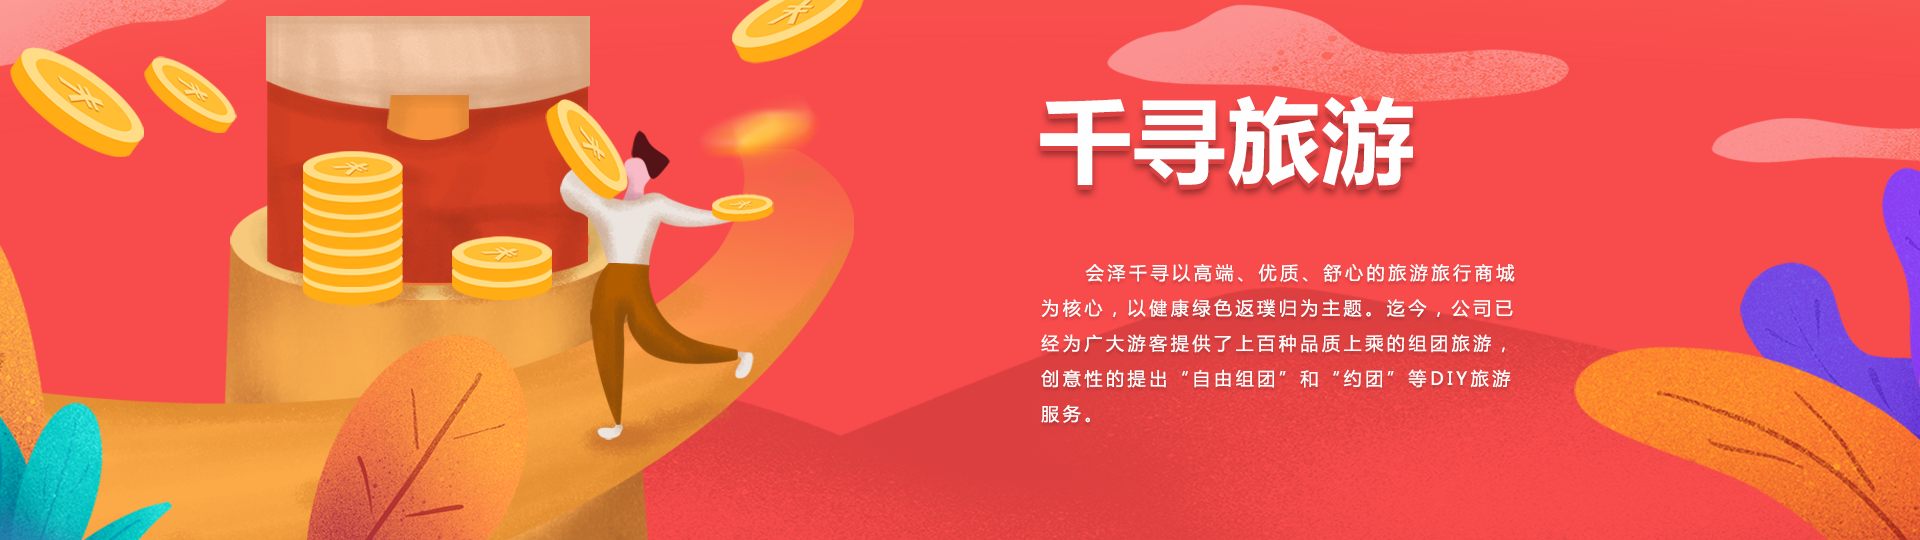 千寻旅游
会泽千寻以高端、优质、舒心的旅游旅行商城
为核心，以健康绿色返璞归为主题。迄今，公司已
经为广大游客提供了上百种品质上乘的组团旅游，
创意性的提出“自由组团”和“约团”等DIY旅游
服务。